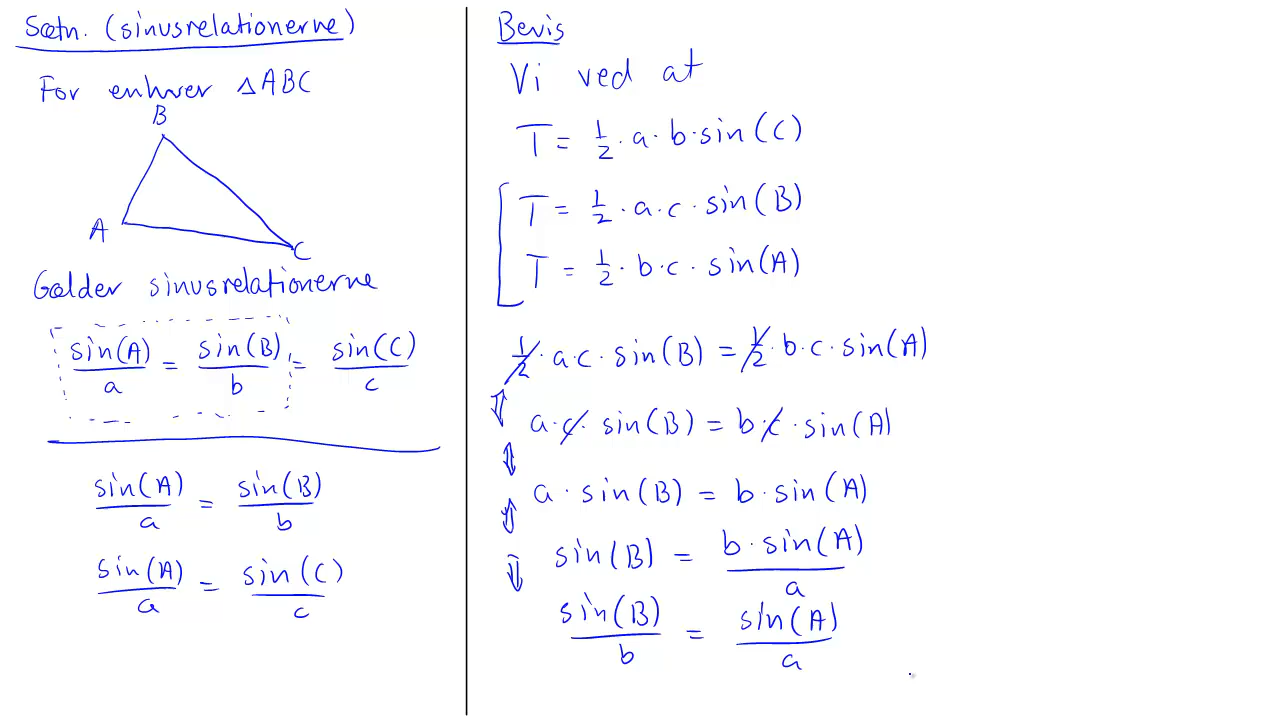 Sætn. (sinusrelationerne)
For enhver △ABC
B
A
C
Gælder sinusrelationerne
sin(A)/a = sin(B)/b = sin(C)/c
sin(A)/a = sin(B)/b
sin(A)/a = sin(C)/c
Bevis
Vi ved at
T = 1/2 · a · b · sin(C)
T = 1/2 · a · c · sin(B)
T = 1/2 · b · c · sin(A)
1/2 · a · c · sin(B) = 1/2 · b · c · sin(A)
⇕ a · c · sin(B) = b · c · sin(A)
⇕
a · sin(B) = b · sin(A)
⇕
⇕ sin(B) = b · sin(A)/a
sin(B)/b = sin(A)/a